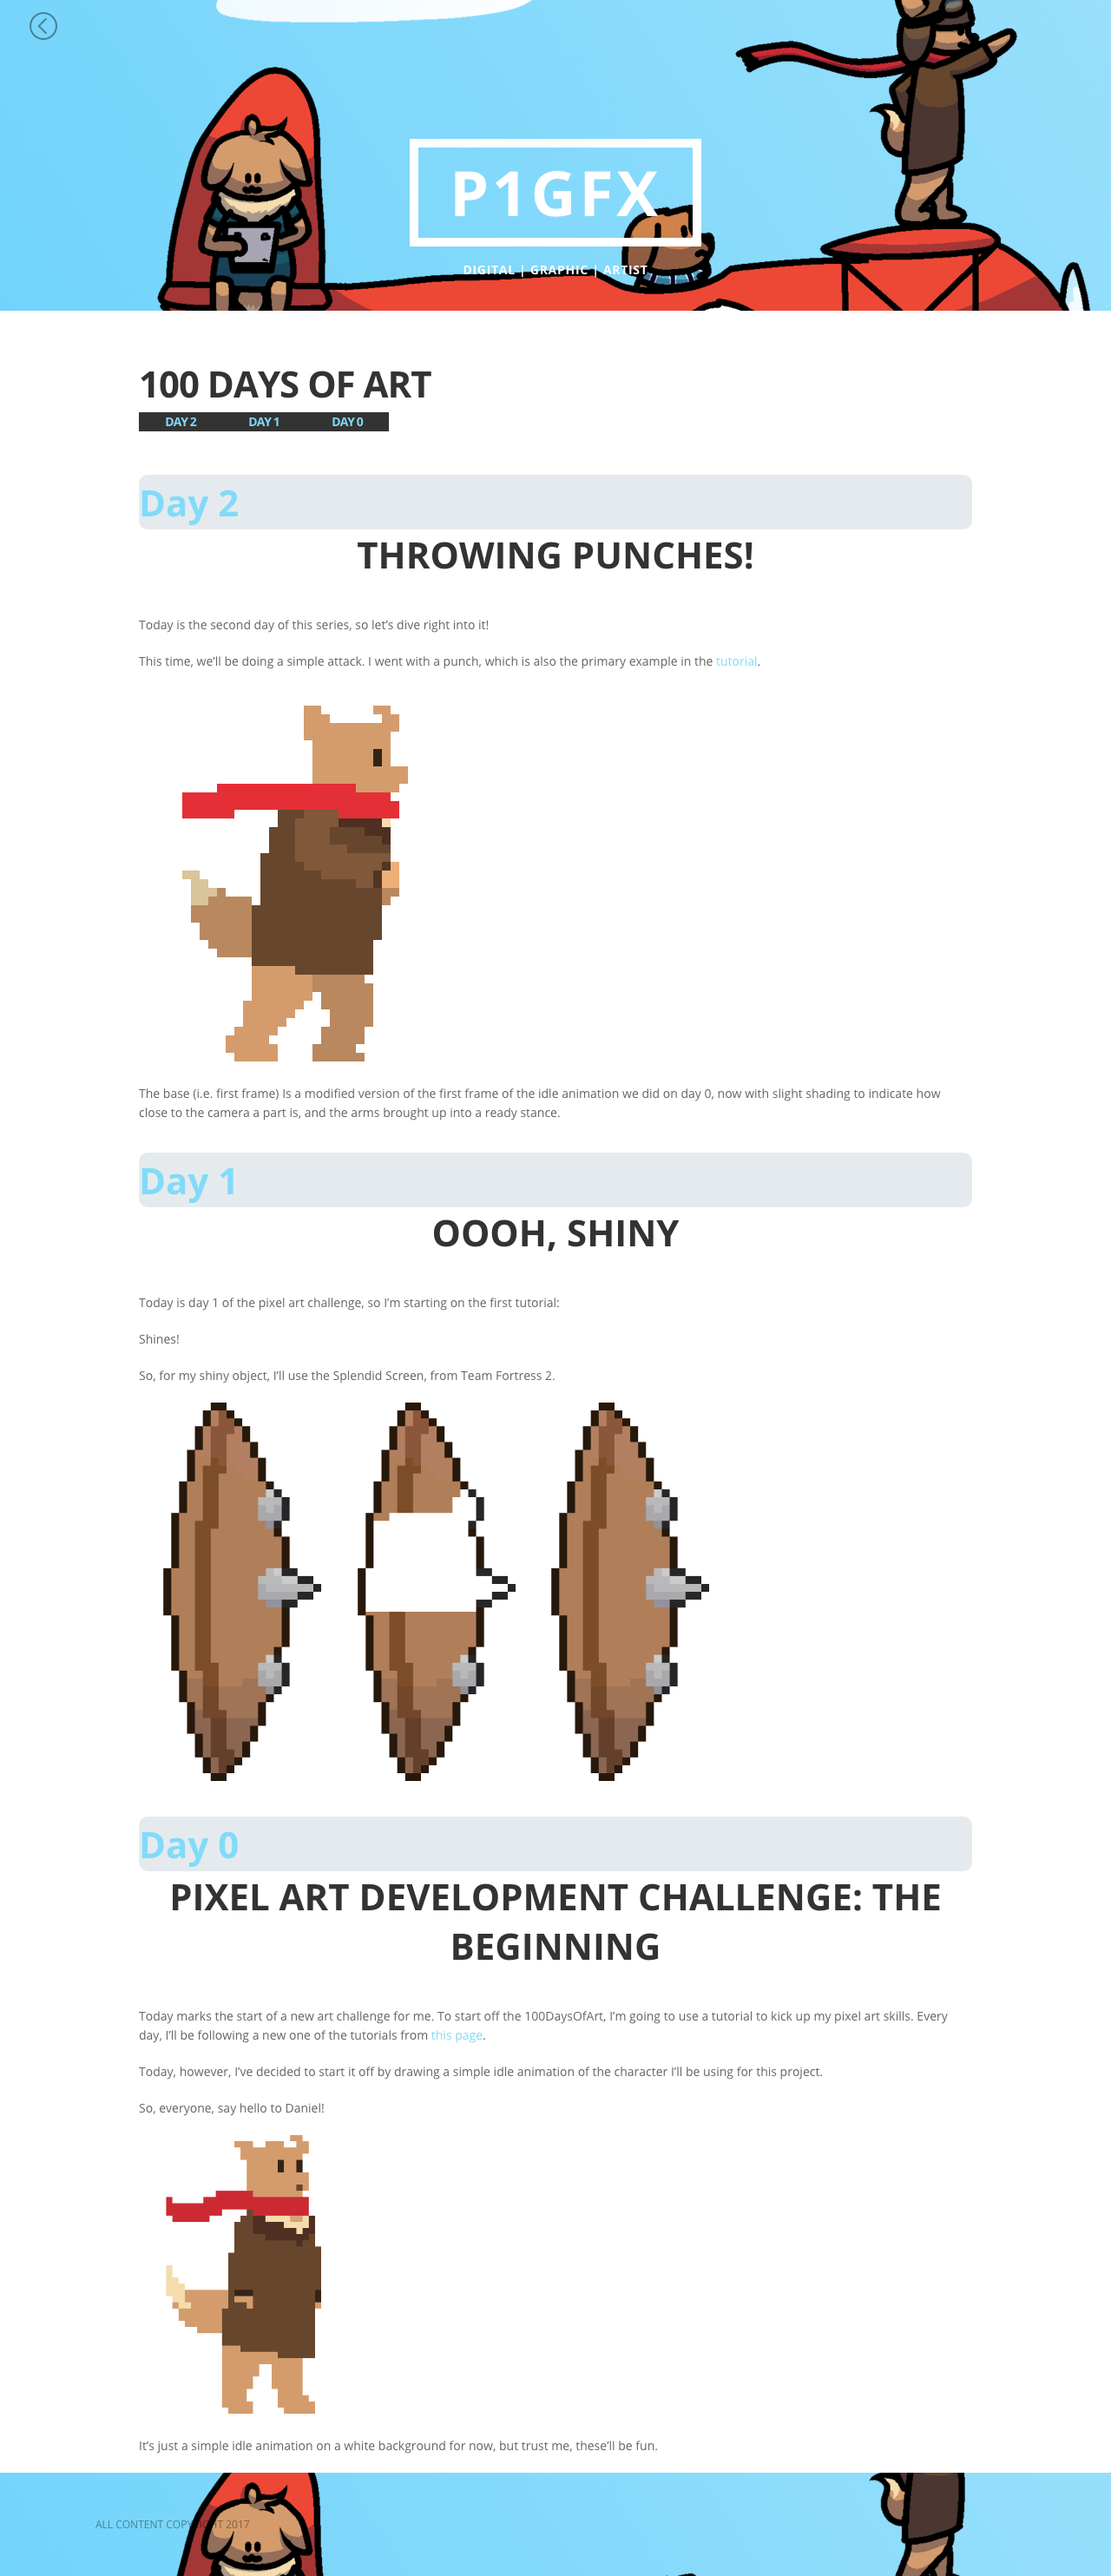 P1GFX
DIGITAL | GRAPHIC | ARTIST
100 DAYS OF ART
DAY 2 DAY 1 DAY 0
Day 2
THROWING PUNCHES!
Today is the second day of this series, so let’s dive right into it!
This time, we’ll be doing a simple attack. I went with a punch, which is also the primary example in the tutorial.
The base (i.e. first frame) Is a modified version of the first frame of the idle animation we did on day 0, now with slight shading to indicate how
close to the camera a part is, and the arms brought up into a ready stance.
Day 1
OOOH, SHINY
Today is day 1 of the pixel art challenge, so I’m starting on the first tutorial:
Shines!
So, for my shiny object, I’ll use the Splendid Screen, from Team Fortress 2.
Day 0
PIXEL ART DEVELOPMENT CHALLENGE: THE
BEGINNING
Today marks the start of a new art challenge for me. To start off the 100DaysOfArt, I’m going to use a tutorial to kick up my pixel art skills. Every
day, I’ll be following a new one of the tutorials from this page.
Today, however, I’ve decided to start it off by drawing a simple idle animation of the character I’ll be using for this project.
So, everyone, say hello to Daniel!
It’s just a simple idle animation on a white background for now, but trust me, these’ll be fun.
ALL CONTENT COPYRIGHT 2017